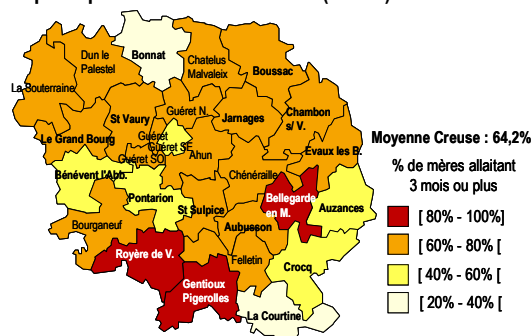 Bonnat
Dun le
Palestel
Chatelus
Malvaleix
Boussac
La Souterraine
Guéret N.
St Vaury
Jarnages
Chambon
s/ V.
Le Grand Bourg
Guéret
Guéret SE
Guéret SO
Ahun
Évaux les B.
Bénévent l'Abb.
Chénéraille
Pontarion
Bellegarde
en M.
Auzances
St Sulpice
Bourganeuf
Aubusson
Royère de V.
Felletin
Crocq
Gentioux
Pigerolles
La Courtine
Moyenne Creuse : 64,2%
% de mères allaitant
3 mois ou plus
[ 80% - 100%]
[ 60% - 80% [
[ 40% - 60% [
[ 20% - 40% [